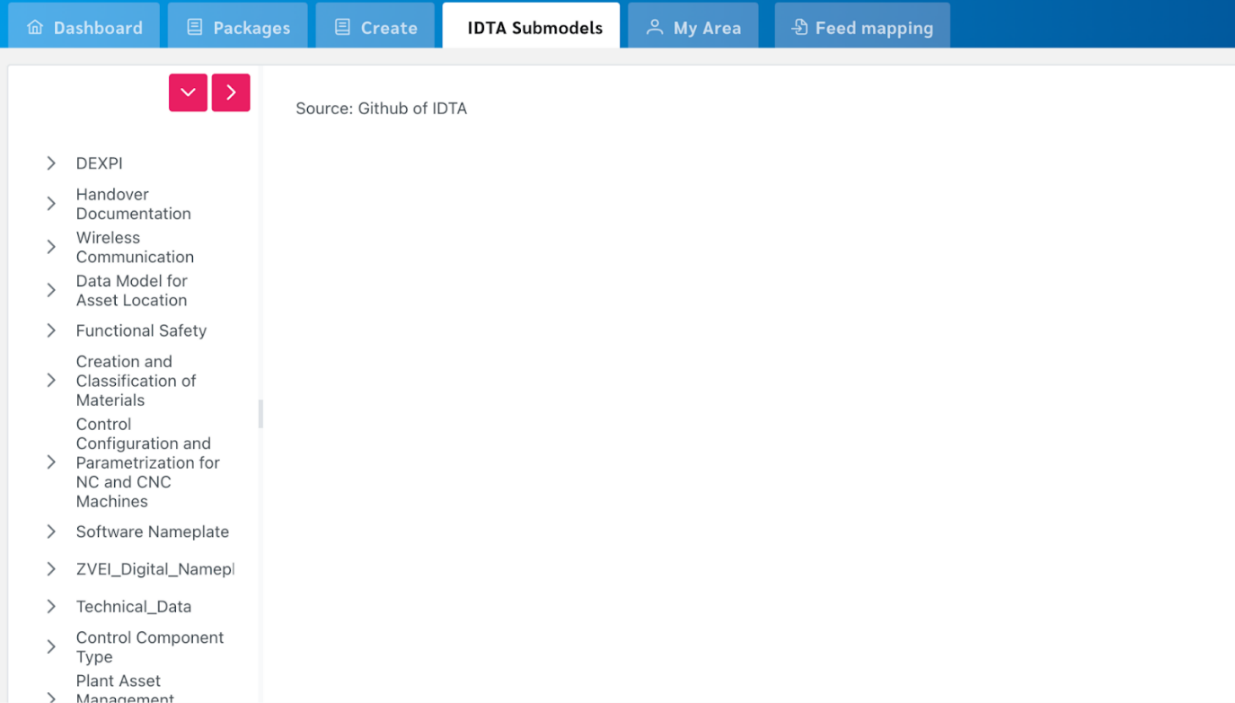 Dashboard
Packages
Create
IDTA Submodels
My Area
Feed mapping
Source: Github of IDTA
DEXPI
Handover
Documentation
Wireless
Communication
Data Model for
Asset Location
Functional Safety
Creation and
Classification of
Materials
Control
Configuration and
Parametrization for
NC and CNC
Machines
Software Nameplate
ZVEI_Digital_Namepl
Technical_Data
Control Component
Type
Plant Asset
Management